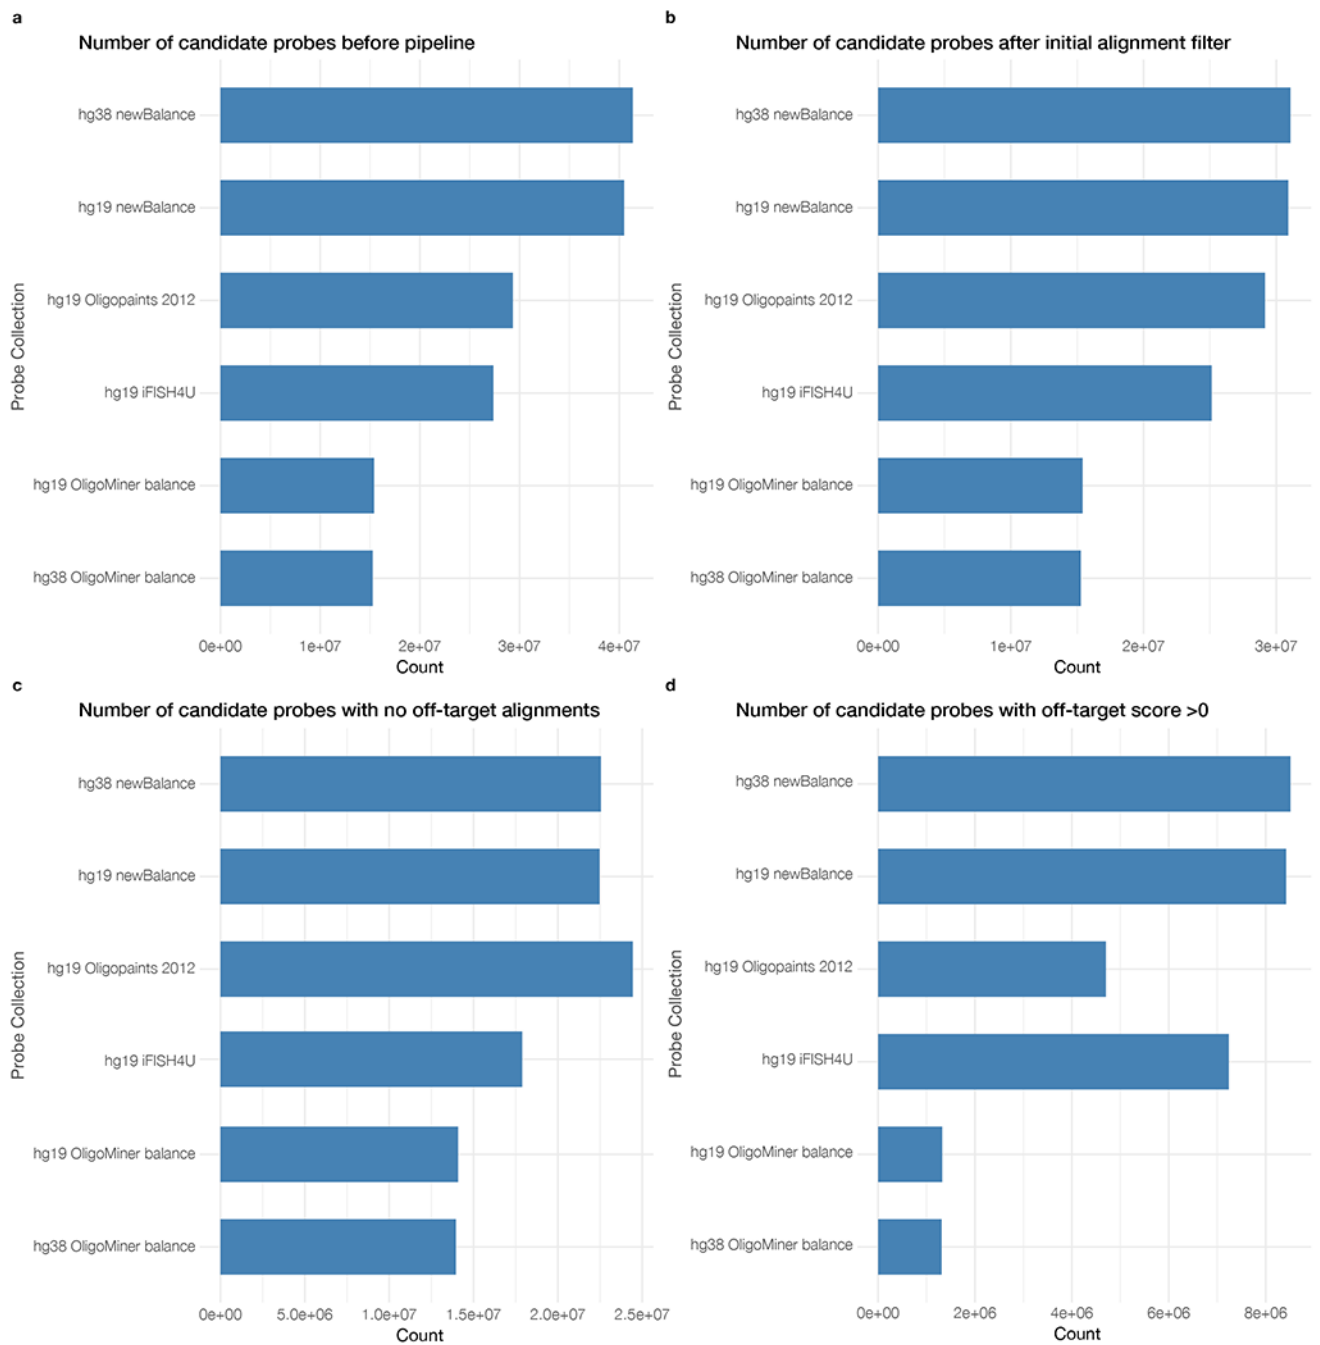 a
Number of candidate probes before pipeline
Probe Collection
hg38 newBalance
hg19 newBalance
hg19 Oligopaints 2012
hg19 iFISH4U
hg19 OligoMiner balance
hg38 OligoMiner balance
0e+00 1e+07 2e+07 3e+07 4e+07
Count
b
Number of candidate probes after initial alignment filter
Probe Collection
hg38 newBalance
hg19 newBalance
hg19 Oligopaints 2012
hg19 iFISH4U
hg19 OligoMiner balance
hg38 OligoMiner balance
0e+00 1e+07 2e+07 3e+07
Count
c
Number of candidate probes with no off-target alignments
Probe Collection
hg38 newBalance
hg19 newBalance
hg19 Oligopaints 2012
hg19 iFISH4U
hg19 OligoMiner balance
hg38 OligoMiner balance
0e+00 5.0e+06 1.0e+07 1.5e+07 2.0e+07 2.5e+07
Count
d
Number of candidate probes with off-target score >0
Probe Collection
hg38 newBalance
hg19 newBalance
hg19 Oligopaints 2012
hg19 iFISH4U
hg19 OligoMiner balance
hg38 OligoMiner balance
0e+00 2e+06 4e+06 6e+06 8e+06
Count